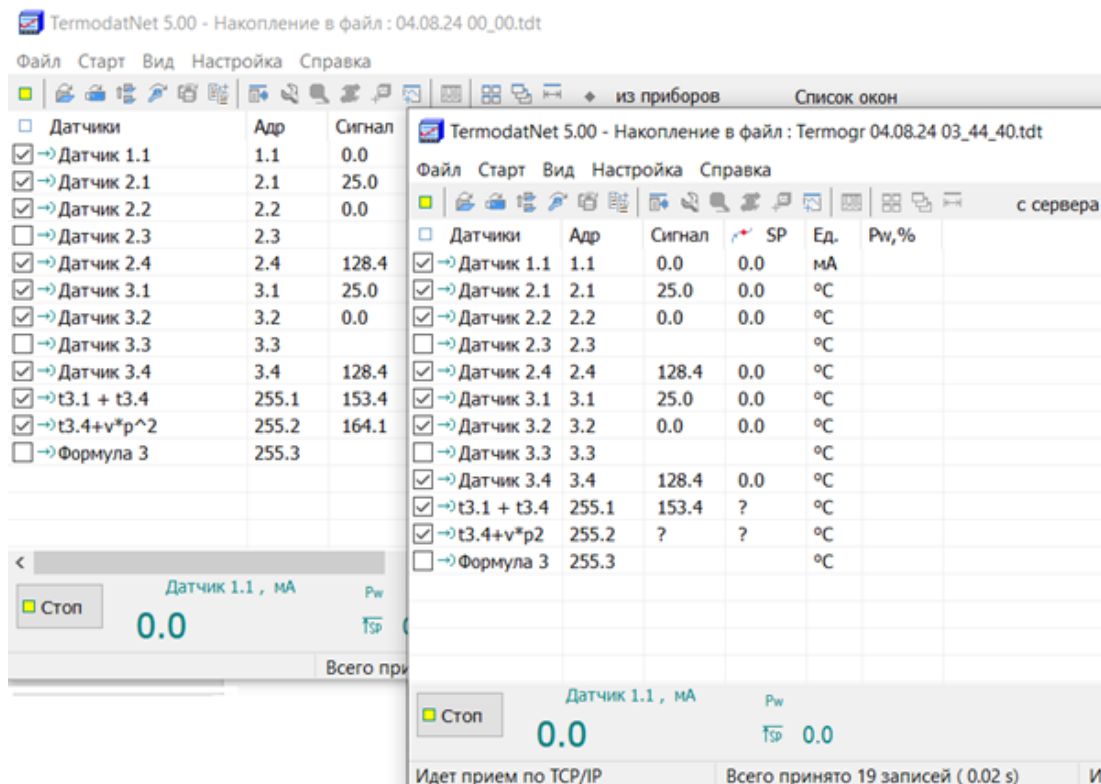 TermodatNet 5.00 - Накопление в файл : 04.08.24 00_00.tdt
Файл Старт Вид Настройка Справка
из приборов Список окон
Датчики Адр Сигнал
Датчик 1.1 1.1 0.0
Датчик 2.1 2.1 25.0
Датчик 2.2 2.2 0.0
Датчик 2.3 2.3
Датчик 2.4 2.4 128.4
Датчик 3.1 3.1 25.0
Датчик 3.2 3.2 0.0
Датчик 3.3 3.3
Датчик 3.4 3.4 128.4
t3.1 + t3.4 255.1 153.4
t3.4+v*p^2 255.2 164.1
Формула 3 255.3
Датчик 1.1 , мА Pw
Стоп 0.0 SP
Всего при
TermodatNet 5.00 - Накопление в файл : Termogr 04.08.24 03_44_40.tdt
Файл Старт Вид Настройка Справка
с сервера
Датчики Адр Сигнал SP Ед. Pw,%
Датчик 1.1 1.1 0.0 0.0 мА
Датчик 2.1 2.1 25.0 0.0 °C
Датчик 2.2 2.2 0.0 0.0 °C
Датчик 2.3 2.3 °C
Датчик 2.4 2.4 128.4 0.0 °C
Датчик 3.1 3.1 25.0 0.0 °C
Датчик 3.2 3.2 0.0 0.0 °C
Датчик 3.3 3.3 °C
Датчик 3.4 3.4 128.4 0.0 °C
t3.1 + t3.4 255.1 153.4 ? °C
t3.4+v*p2 255.2 ? ? °C
Формула 3 255.3 °C
Датчик 1.1 , мА Pw
Стоп 0.0 SP 0.0
Идет прием по TCP/IP Всего принято 19 записей ( 0.02 s) И